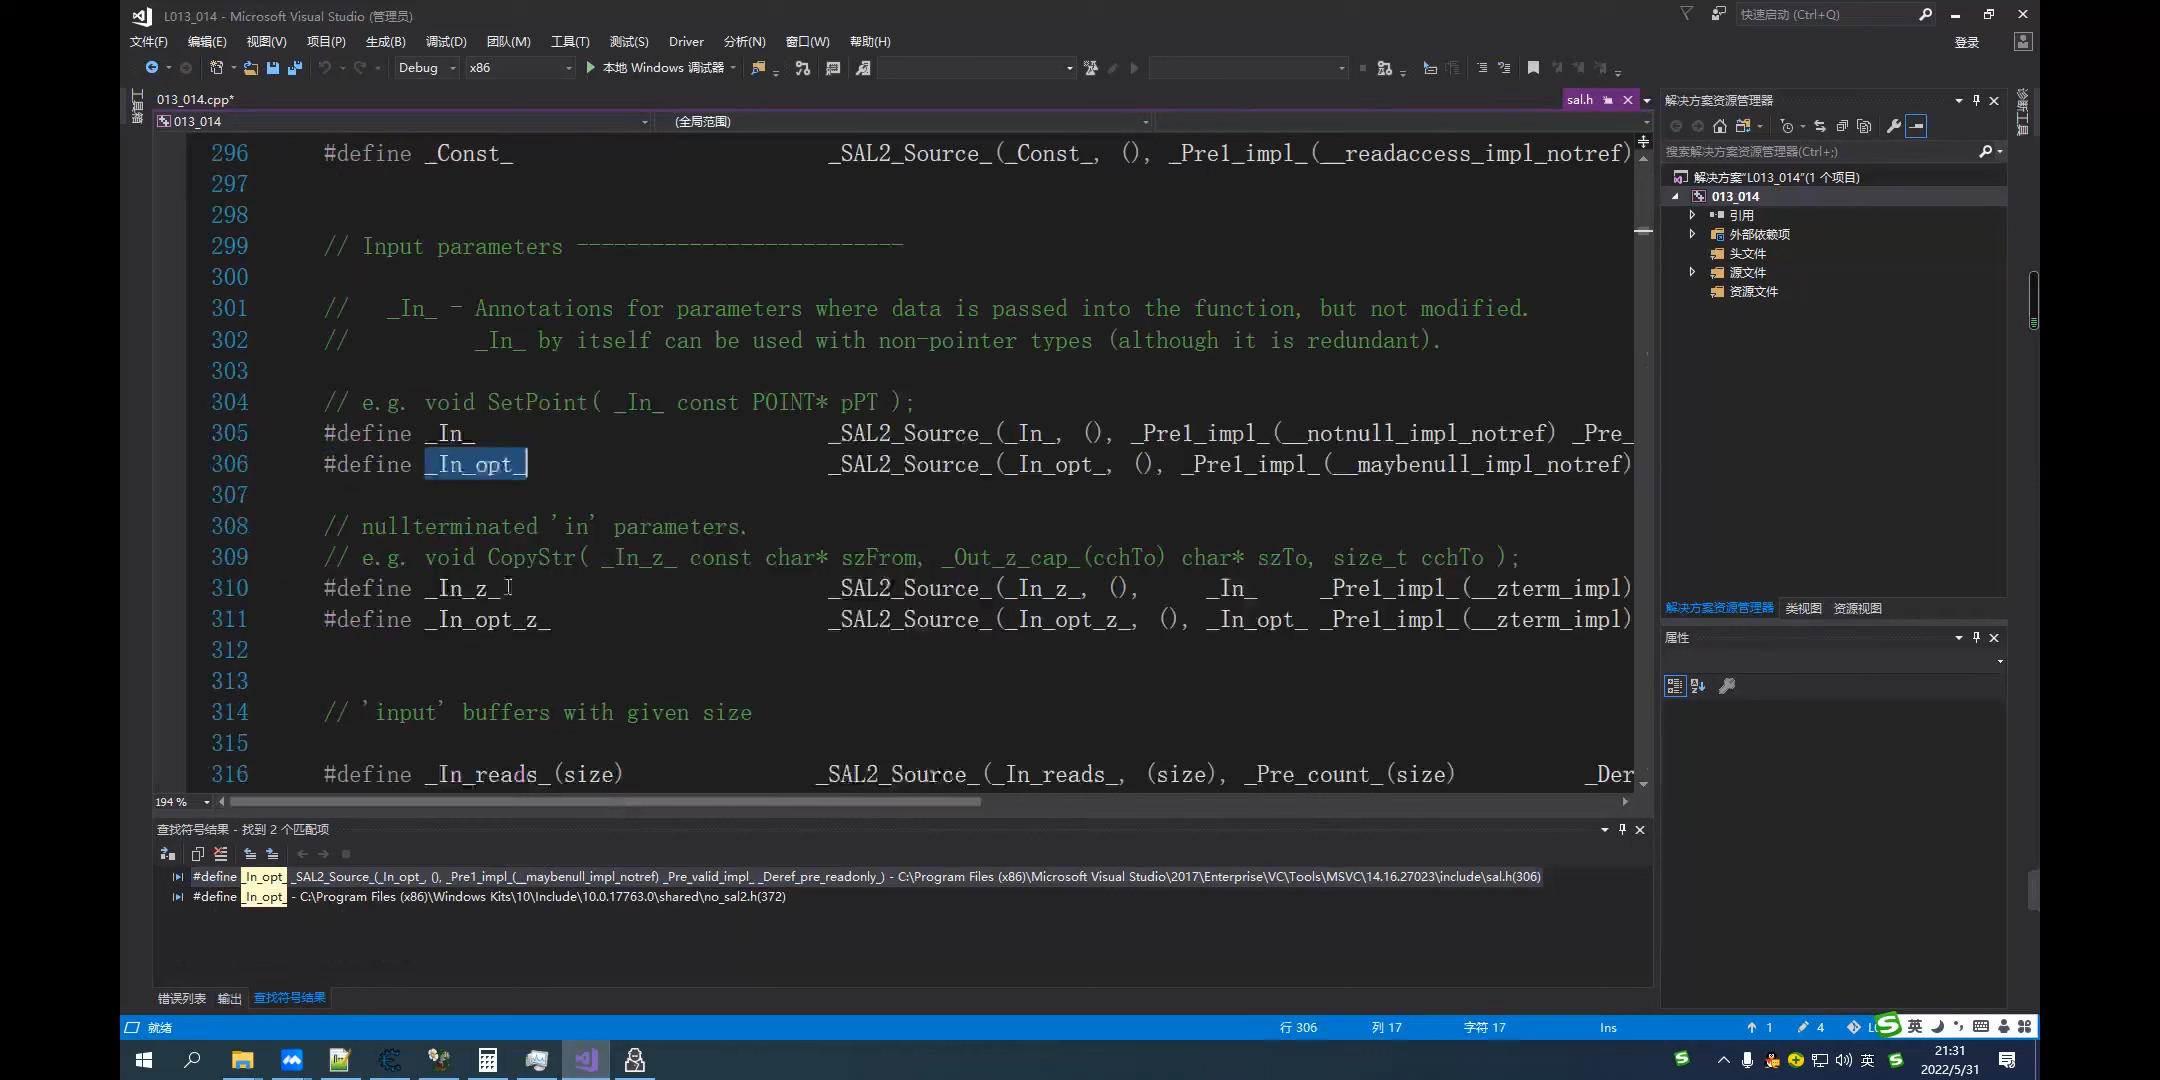 L013_014 - Microsoft Visual Studio (管理员)
快速启动 (Ctrl+Q)
文件(F) 编辑(E) 视图(V) 项目(P) 生成(B) 调试(D) 团队(M) 工具(T) 测试(S) Driver 分析(N) 窗口(W) 帮助(H)
登录
Debug x86 本地 Windows 调试器
工具箱
013_014.cpp*
sal.h
013_014 (全局范围)
296 #define _Const_ _SAL2_Source_(_Const_, (), _Pre1_impl_(__readaccess_impl_notref)
297
298
299 // Input parameters --------------------------
300
301 // _In_ - Annotations for parameters where data is passed into the function, but not modified.
302 // _In_ by itself can be used with non-pointer types (although it is redundant).
303
304 // e.g. void SetPoint( _In_ const POINT* pPT );
305 #define _In_ _SAL2_Source_(_In_, (), _Pre1_impl_(__notnull_impl_notref) _Pre_
306 #define _In_opt_ _SAL2_Source_(_In_opt_, (), _Pre1_impl_(__maybenull_impl_notref)
307
308 // nullterminated 'in' parameters.
309 // e.g. void CopyStr( _In_z_ const char* szFrom, _Out_z_cap_(cchTo) char* szTo, size_t cchTo );
310 #define _In_z_ _SAL2_Source_(_In_z_, (), _In_ _Pre1_impl_(__zterm_impl)
311 #define _In_opt_z_ _SAL2_Source_(_In_opt_z_, (), _In_opt_ _Pre1_impl_(__zterm_impl)
312
313
314 // 'input' buffers with given size
315
316 #define _In_reads_(size) _SAL2_Source_(_In_reads_, (size), _Pre_count_(size) _Der
194 %
查找符号结果 - 找到 2 个匹配项
#define _In_opt_ _SAL2_Source_(_In_opt_, (), _Pre1_impl_(__maybenull_impl_notref) _Pre_valid_impl_ _Deref_pre_readonly_) - C:\Program Files (x86)\Microsoft Visual Studio\2017\Enterprise\VC\Tools\MSVC\14.16.27023\include\sal.h(306)
#define _In_opt_ - C:\Program Files (x86)\Windows Kits\10\Include\10.0.17763.0\shared\no_sal2.h(372)
错误列表 输出 查找符号结果
解决方案资源管理器
搜索解决方案资源管理器(Ctrl+;)
解决方案"L013_014"(1 个项目)
013_014
引用
外部依赖项
头文件
源文件
资源文件
解决方案资源管理器 类视图 资源视图
属性
诊断工具
就绪 行 306 列 17 字符 17 Ins 1 4
英
英
21:31
2022/5/31